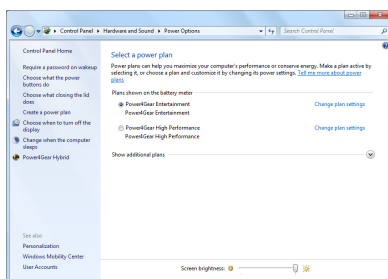 Control Panel ▸ Hardware and Sound ▸ Power Options
Search Control Panel
Control Panel Home
Require a password on wakeup
Choose what the power
buttons do
Choose what closing the lid
does
Create a power plan
Choose when to turn off the
display
Change when the computer
sleeps
Power4Gear Hybrid
See also
Personalization
Windows Mobility Center
User Accounts
Select a power plan
Power plans can help you maximize your computer's performance or conserve energy. Make a plan active by
selecting it, or choose a plan and customize it by changing its power settings. Tell me more about power
plans
Plans shown on the battery meter
Power4Gear Entertainment Change plan settings
Power4Gear Entertainment
Power4Gear High Performance Change plan settings
Power4Gear High Performance
Show additional plans
Screen brightness: